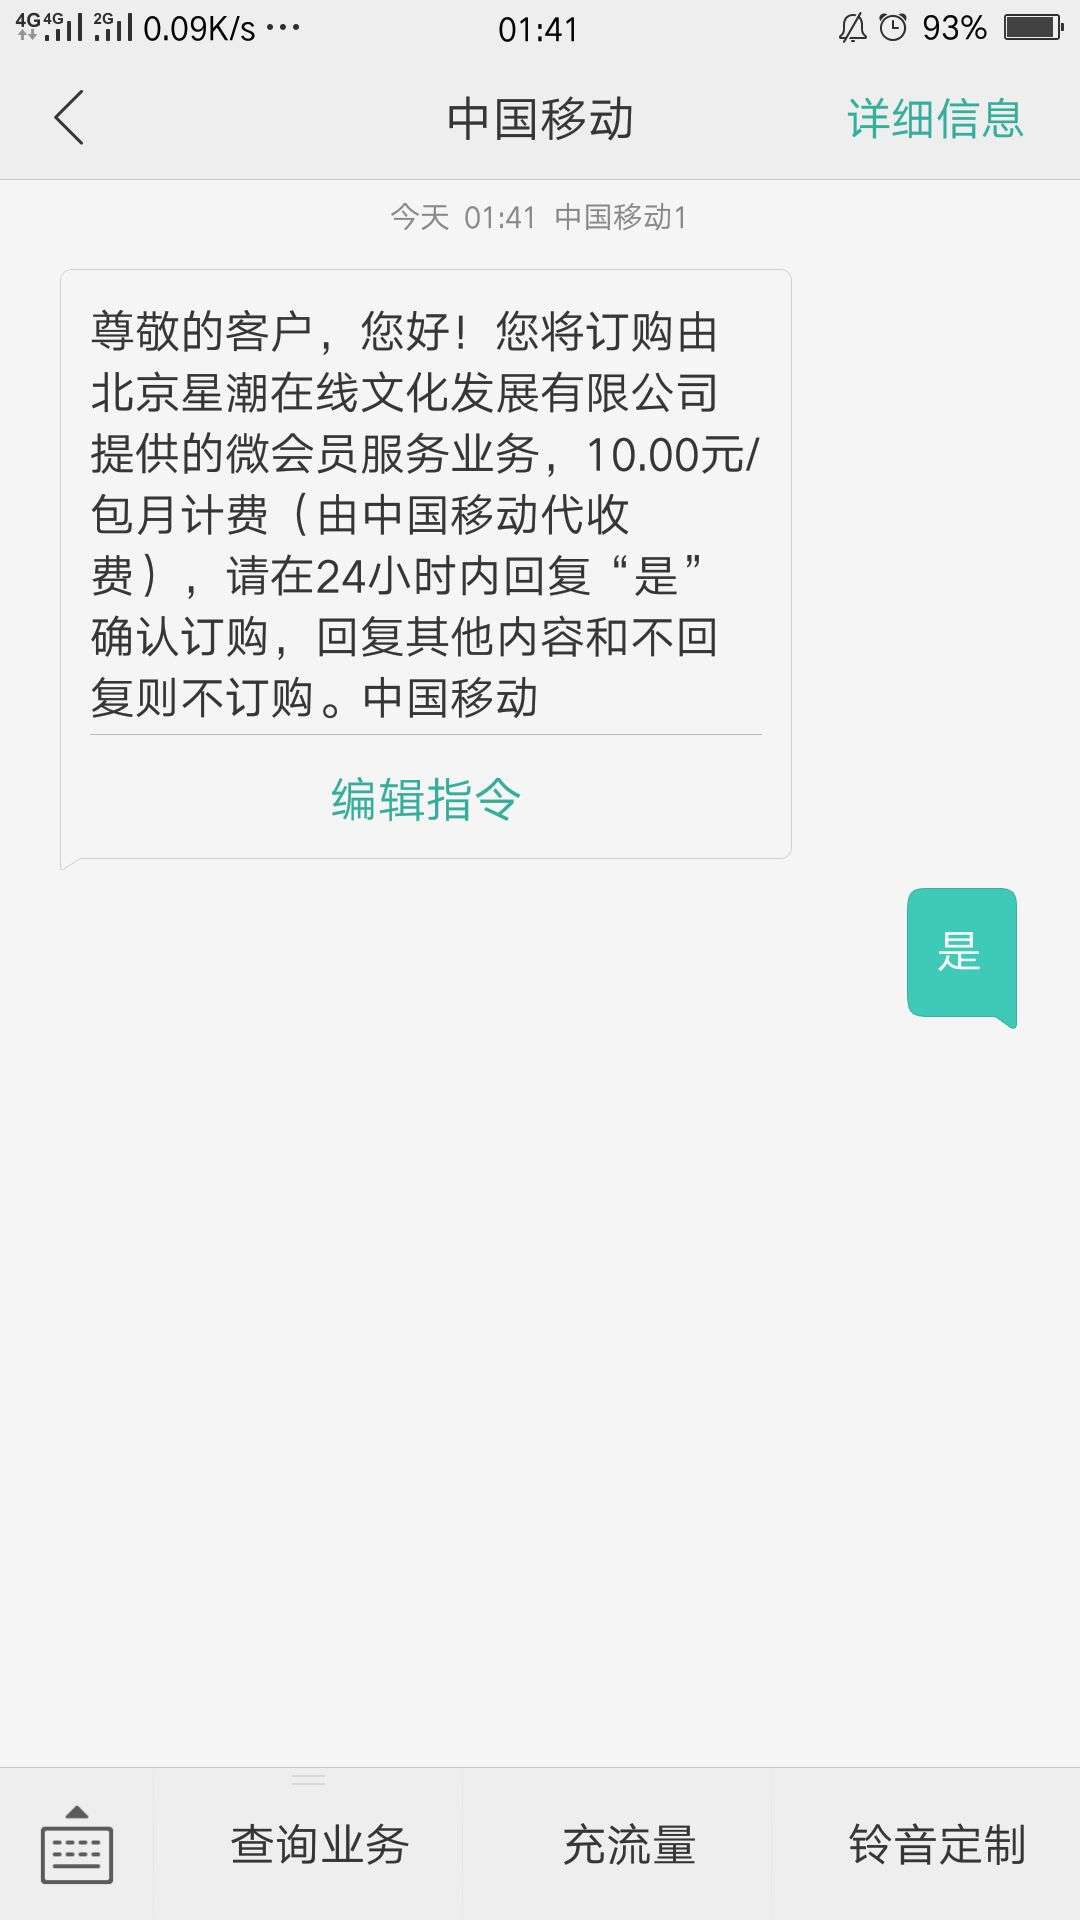 4G 4G 2G 0.09K/s ··· 01:41 93%
中国移动 详细信息
今天 01:41 中国移动1
尊敬的客户，您好！您将订购由
北京星潮在线文化发展有限公司
提供的微会员服务业务，10.00元/
包月计费（由中国移动代收
费），请在24小时内回复“是”
确认订购，回复其他内容和不回
复则不订购。中国移动
编辑指令
是
查询业务 充流量 铃音定制